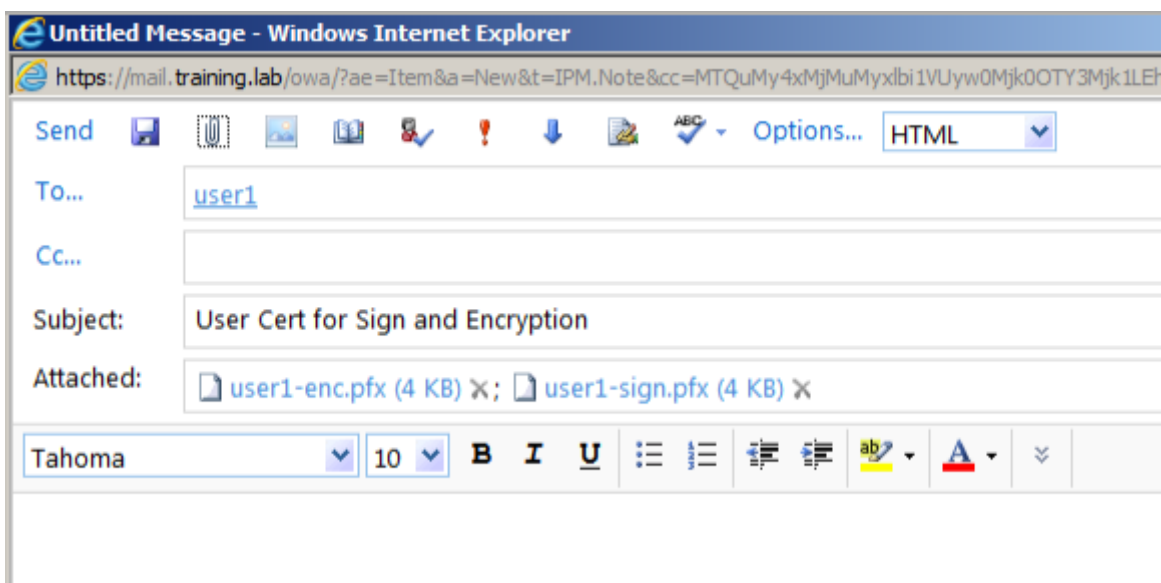 Untitled Message - Windows Internet Explorer
https://mail.training.lab/owa/?ae=Item&a=New&t=IPM.Note&cc=
Send ABC Options... HTML
To... user1
Cc...
Subject: User Cert for Sign and Encryption
Attached: user1-enc.pfx (4 KB) ; user1-sign.pfx (4 KB)
Tahoma 10 B I U ab A